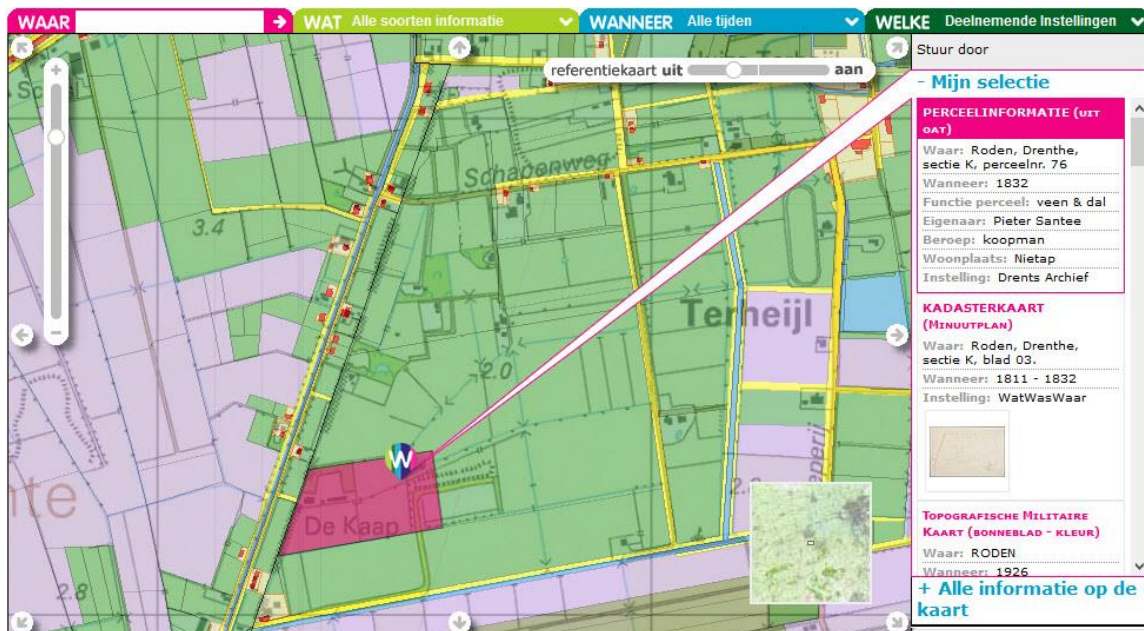 WAAR
WAT Alle soorten informatie
WANNEER Alle tijden
WELKE Deelnemende Instellingen
referentiekaart uit aan
Schapenweg
3.4
Terheijl
2.0
De Kaap
2.8
Stuur door
- Mijn selectie
PERCEELINFORMATIE (UIT
OAT)
Waar: Roden, Drenthe,
sectie K, perceelnr. 76
Wanneer: 1832
Functie perceel: veen & dal
Eigenaar: Pieter Santee
Beroep: koopman
Woonplaats: Nietap
Instelling: Drents Archief
KADASTERKAART
(MINUUTPLAN)
Waar: Roden, Drenthe,
sectie K, blad 03.
Wanneer: 1811 - 1832
Instelling: WatWasWaar
TOPOGRAFISCHE MILITAIRE
KAART (BONNEBLAD - KLEUR)
Waar: RODEN
Wanneer: 1926
+ Alle informatie op de
kaart